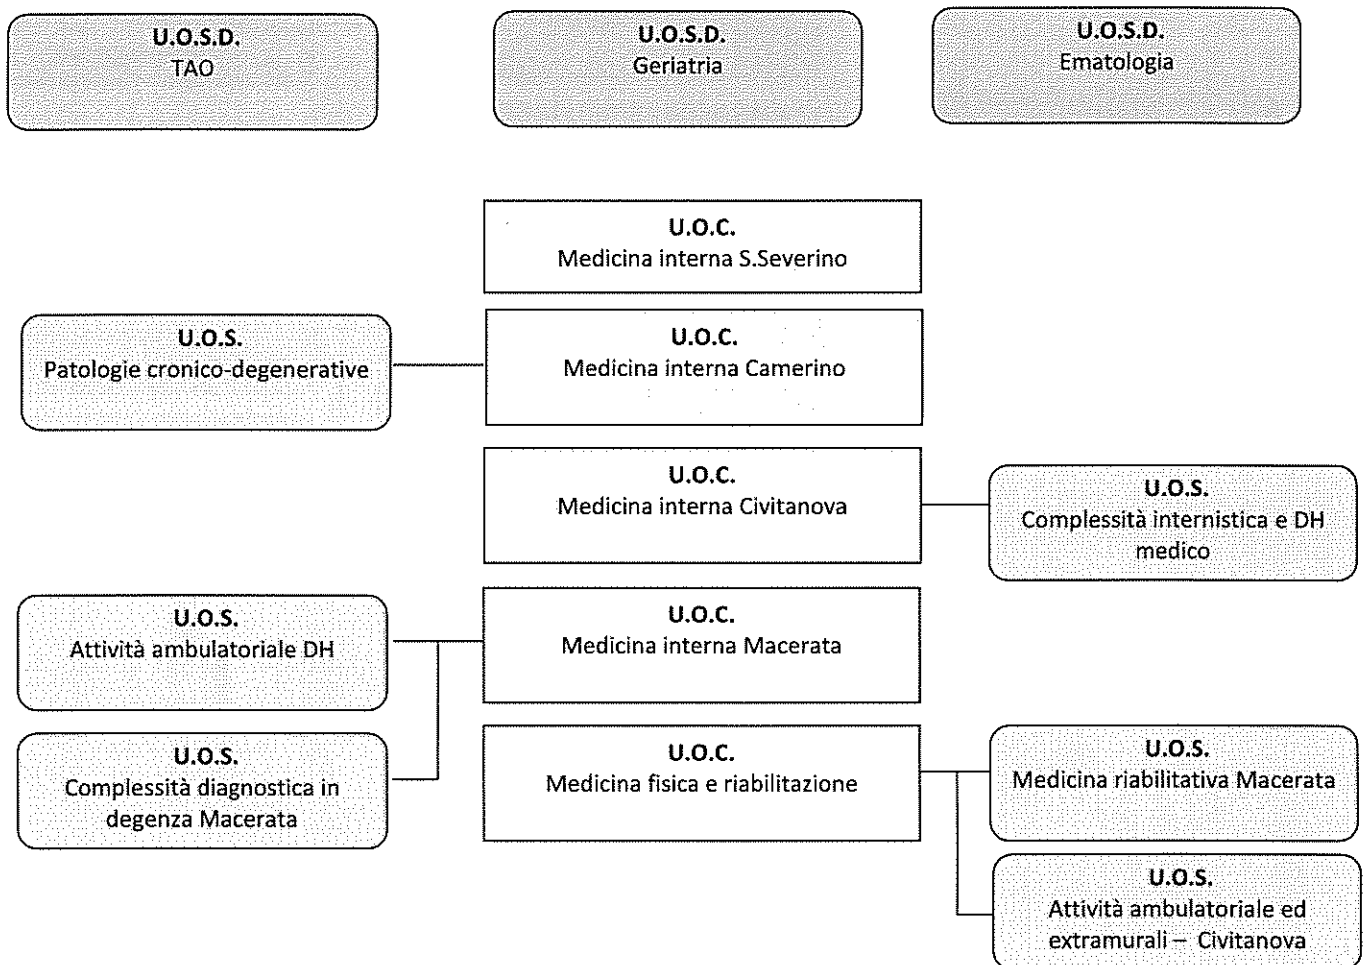 U.O.S.D.
TAO
U.O.S.D.
Geriatria
U.O.S.D.
Ematologia
U.O.C.
Medicina interna S.Severino
U.O.S.
Patologie cronico-degenerative
U.O.C.
Medicina interna Camerino
U.O.C.
Medicina interna Civitanova
U.O.S.
Complessità internistica e DH
medico
U.O.S.
Attività ambulatoriale DH
U.O.C.
Medicina interna Macerata
U.O.S.
Complessità diagnostica in
degenza Macerata
U.O.C.
Medicina fisica e riabilitazione
U.O.S.
Medicina riabilitativa Macerata
U.O.S.
Attività ambulatoriale ed
extramurali – Civitanova